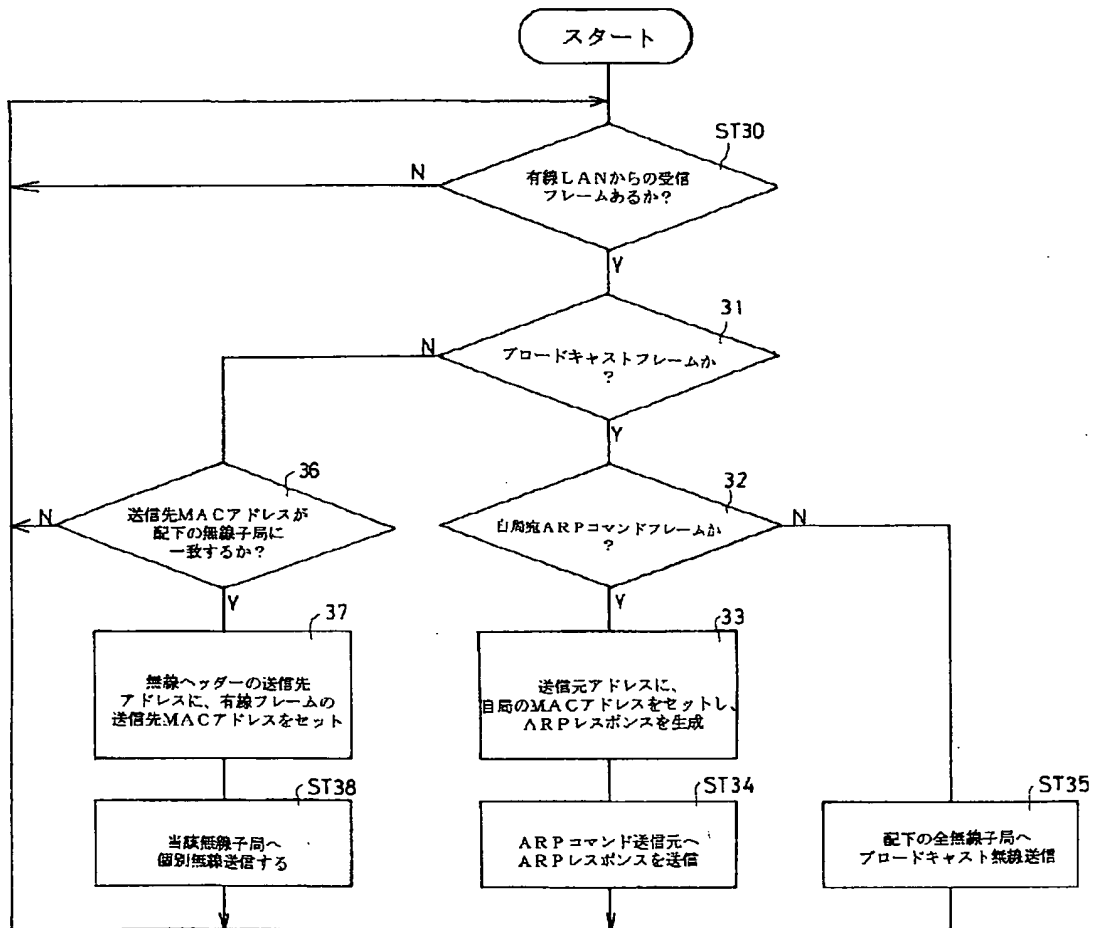 スタート
ST30
N
有線LANからの受信
フレームあるか?
Y
31
N
ブロードキャストフレームか
?
Y
36
32
N
送信先MACアドレスが
配下の無線子局に
一致するか?
自局宛ARPコマンドフレームか
?
N
Y
Y
37
33
無線ヘッダーの送信先
アドレスに、有線フレームの
送信先MACアドレスをセット
送信元アドレスに、
自局のMACアドレスをセットし、
ARPレスポンスを生成
ST38
ST34
ST35
当該無線子局へ
個別無線送信する
ARPコマンド送信元へ
ARPレスポンスを送信
配下の全無線子局へ
ブロードキャスト無線送信